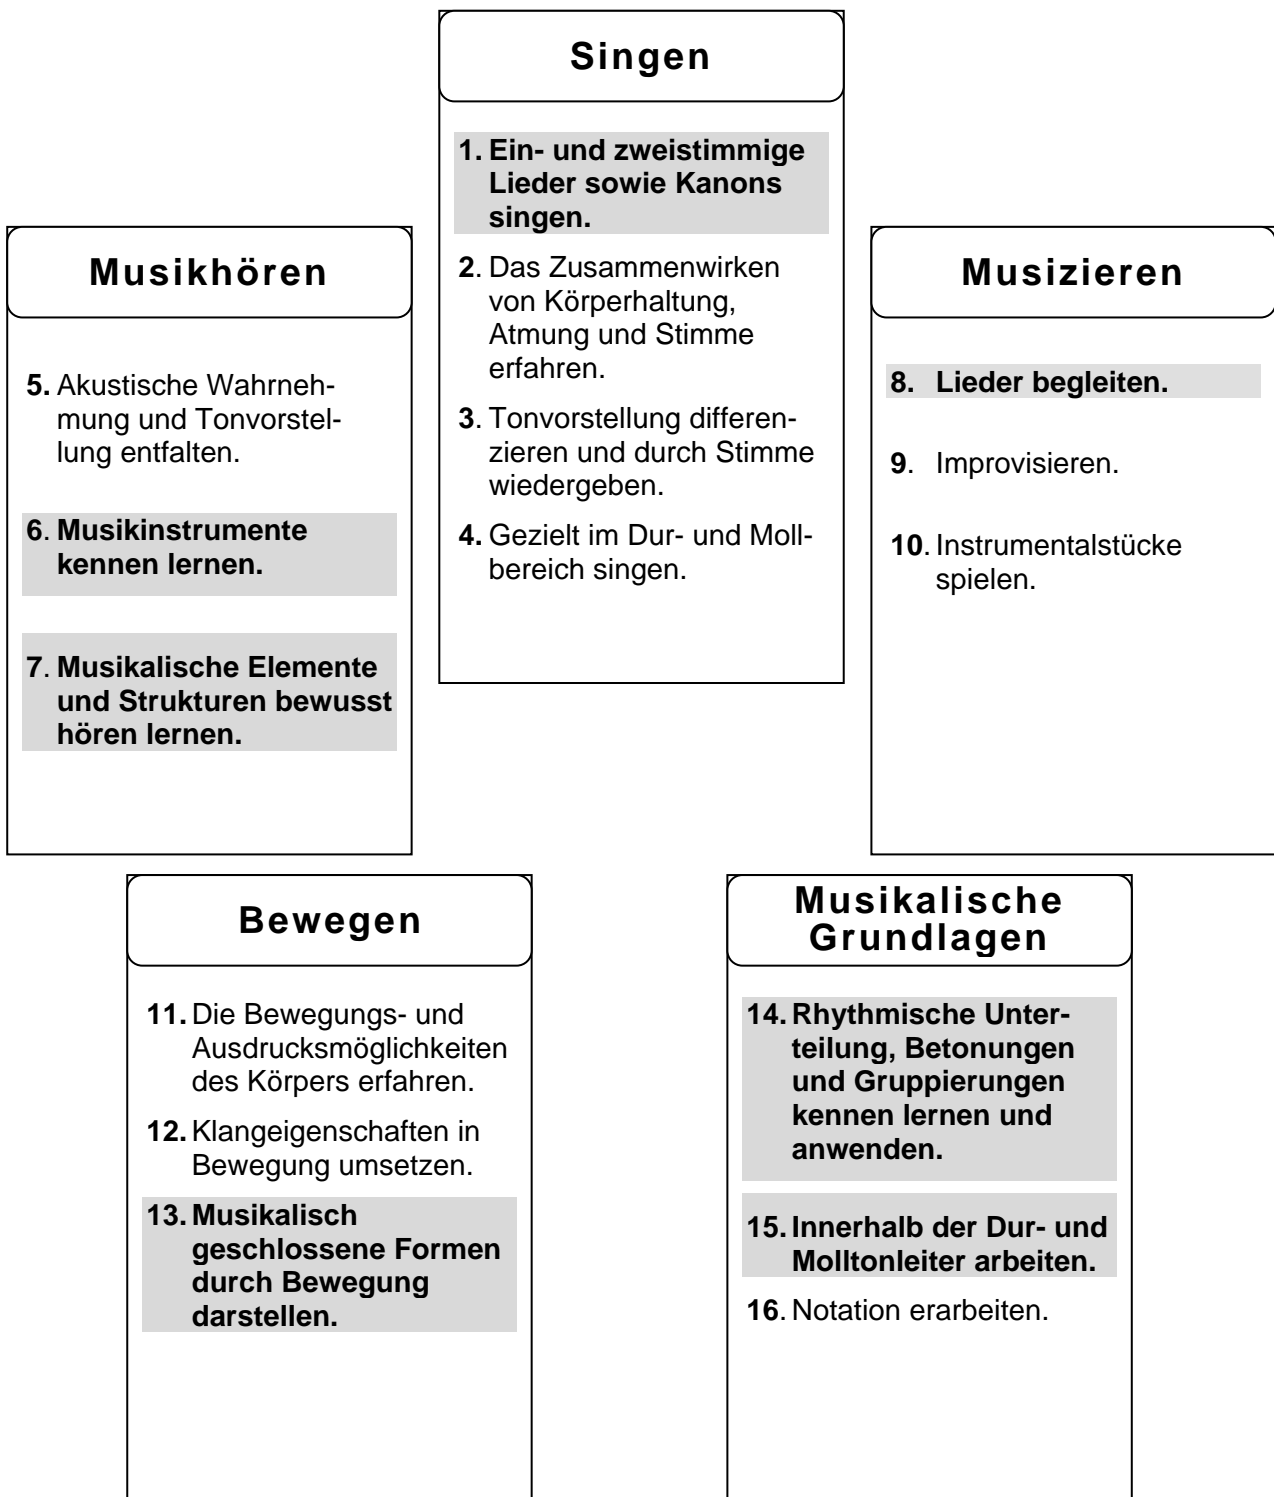 Singen
1. Ein- und zweistimmige
Lieder sowie Kanons
singen.
2. Das Zusammenwirken
von Körperhaltung,
Atmung und Stimme
erfahren.
3. Tonvorstellung differen-
zieren und durch Stimme
wiedergeben.
4. Gezielt im Dur- und Moll-
bereich singen.
Musikhören
5. Akustische Wahrneh-
mung und Tonvorstel-
lung entfalten.
6. Musikinstrumente
kennen lernen.
7. Musikalische Elemente
und Strukturen bewusst
hören lernen.
Musizieren
8. Lieder begleiten.
9. Improvisieren.
10. Instrumentalstücke
spielen.
Bewegen
11. Die Bewegungs- und
Ausdrucksmöglichkeiten
des Körpers erfahren.
12. Klangeigenschaften in
Bewegung umsetzen.
13. Musikalisch
geschlossene Formen
durch Bewegung
darstellen.
Musikalische
Grundlagen
14. Rhythmische Unter-
teilung, Betonungen
und Gruppierungen
kennen lernen und
anwenden.
15. Innerhalb der Dur- und
Molltonleiter arbeiten.
16. Notation erarbeiten.